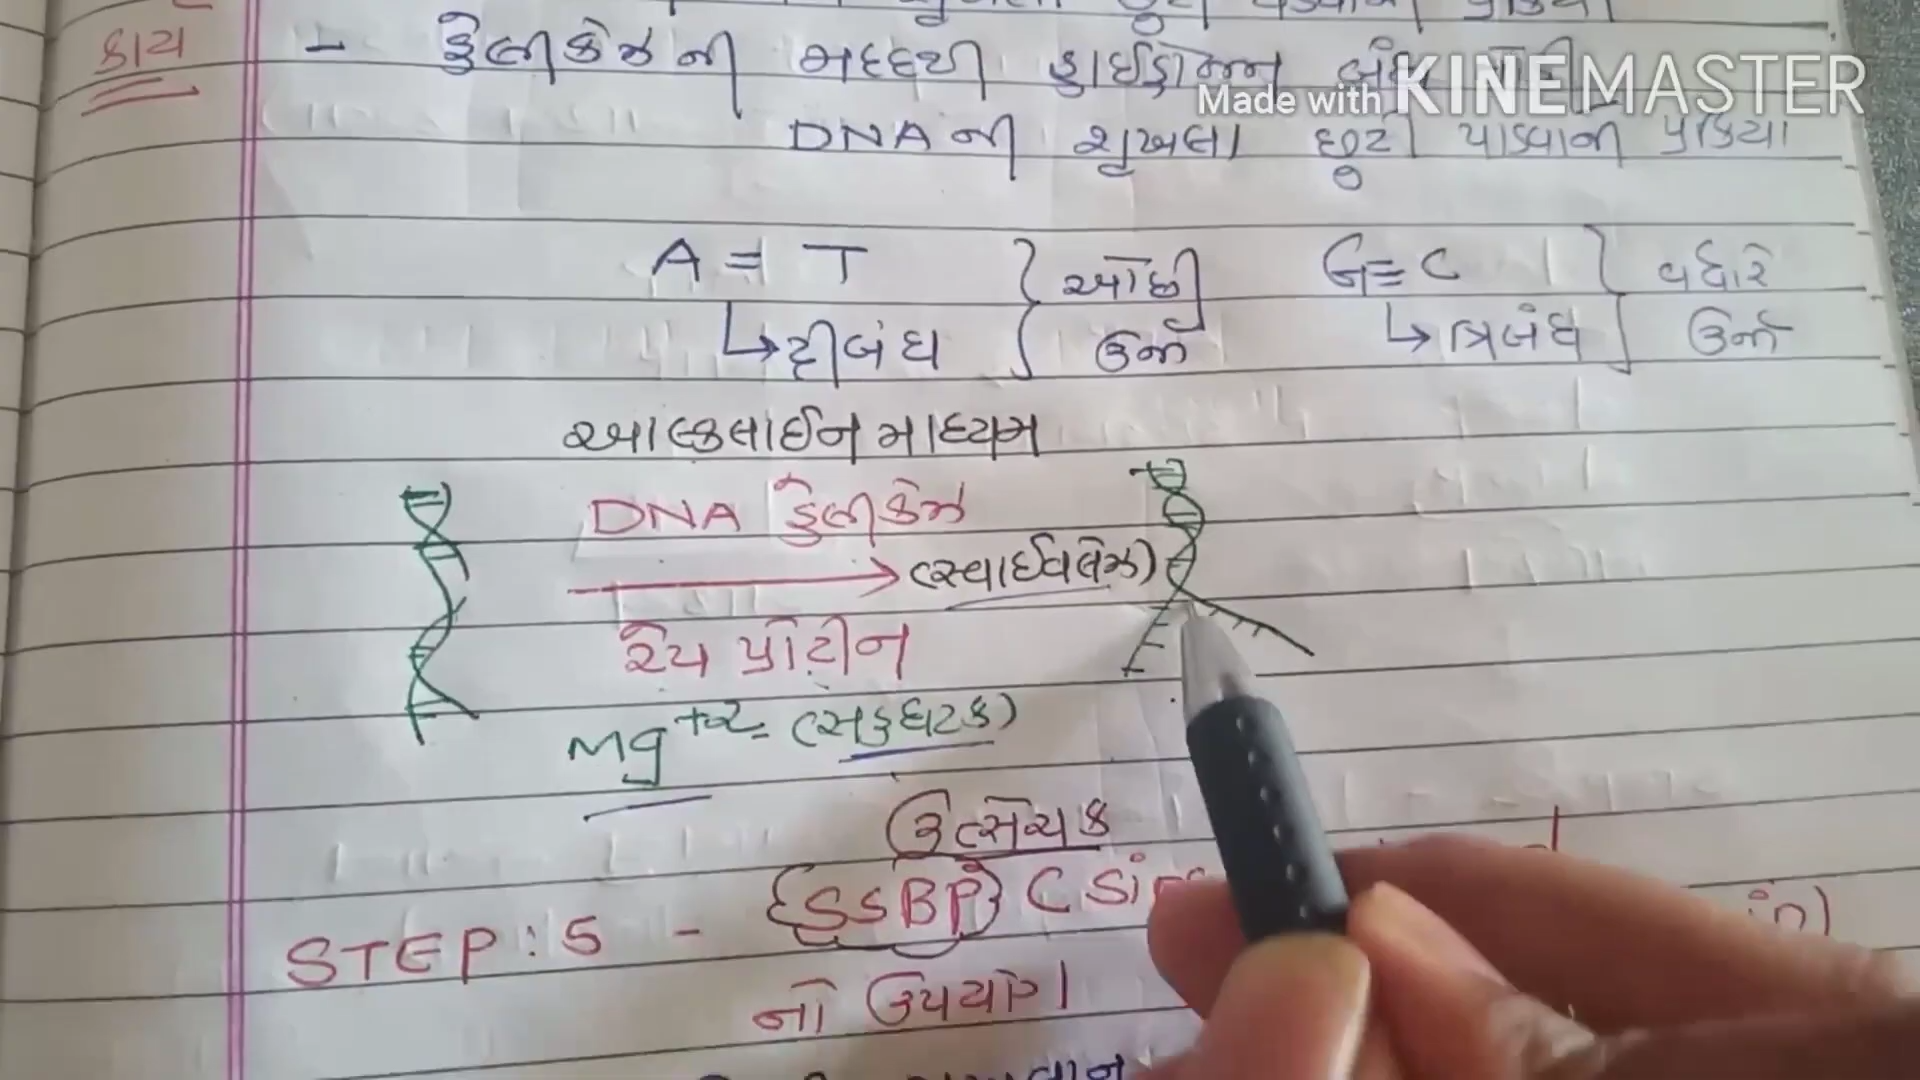 કાર્ય
- હેલીકેઝની મદદથી હાઈડ્રોજન બંધ તોડી
Made with KINEMASTER
DNAની શૃંખલા છુટી પાડવાની પ્રક્રિયા
A = T } ઓછી G ≡ C } વધારે
↳ દ્વીબંધ ઉર્જા ↳ ત્રિબંધ ઉર્જા
આલ્કલાઈન માધ્યમ
DNA હેલીકેઝ
→ (સ્વાઈવલેઝ)
રેપ પ્રોટીન
Mg+2 = (સહઘટક)
ઉત્સેચક
STEP : 5 - {SSBP}
નો ઉપયોગ